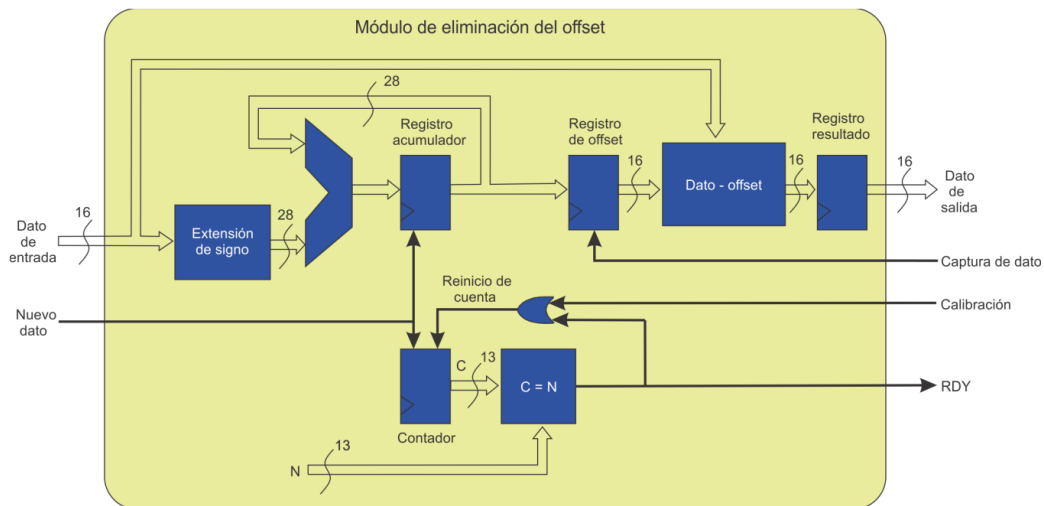 Módulo de eliminación del offset
28
Registro
acumulador
Registro
de offset
Registro
resultado
16
Dato - offset
16
16
Dato
de
salida
Dato
de
entrada
16
Extensión
de signo
28
Captura de dato
Reinicio de
cuenta
Calibración
Nuevo
dato
C
13
C = N
RDY
Contador
N
13